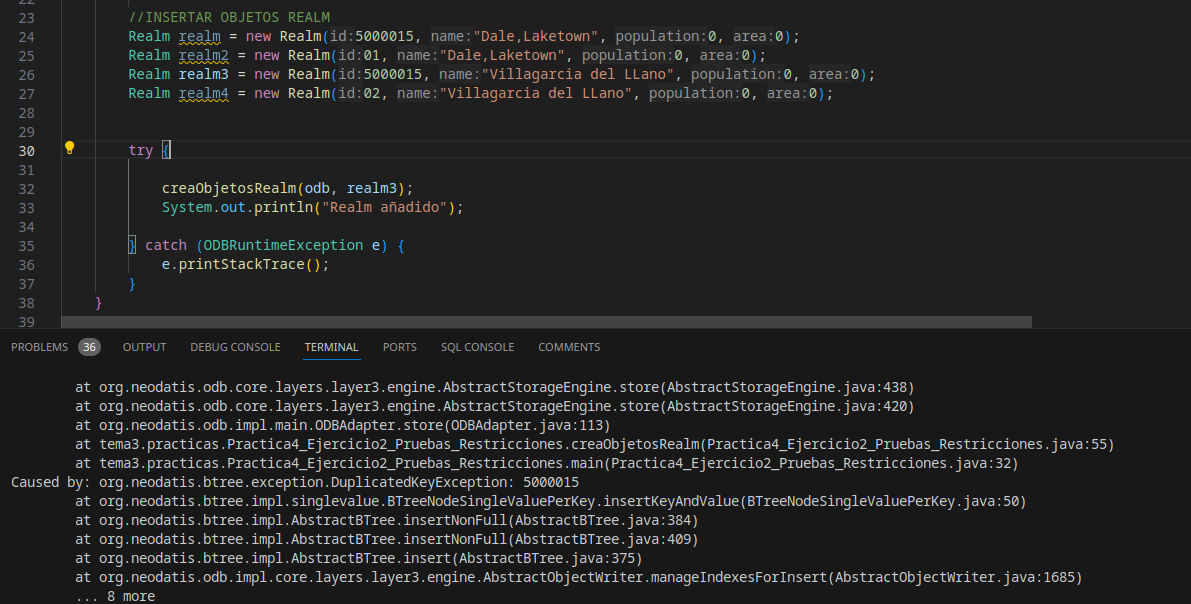 23 //INSERTAR OBJETOS REALM
24 Realm realm = new Realm(id:5000015, name:"Dale,Laketown", population:0, area:0);
25 Realm realm2 = new Realm(id:01, name:"Dale,Laketown", population:0, area:0);
26 Realm realm3 = new Realm(id:5000015, name:"Villagarcia del LLano", population:0, area:0);
27 Realm realm4 = new Realm(id:02, name:"Villagarcia del LLano", population:0, area:0);
28
29
30 try {
31
32 creaObjetosRealm(odb, realm3);
33 System.out.println("Realm añadido");
34
35 } catch (ODBRuntimeException e) {
36 e.printStackTrace();
37 }
38 }
39
PROBLEMS 36 OUTPUT DEBUG CONSOLE TERMINAL PORTS SQL CONSOLE COMMENTS
at org.neodatis.odb.core.layers.layer3.engine.AbstractStorageEngine.store(AbstractStorageEngine.java:438)
at org.neodatis.odb.core.layers.layer3.engine.AbstractStorageEngine.store(AbstractStorageEngine.java:420)
at org.neodatis.odb.impl.main.ODBAdapter.store(ODBAdapter.java:113)
at tema3.practicas.Practica4_Ejercicio2_Pruebas_Restricciones.creaObjetosRealm(Practica4_Ejercicio2_Pruebas_Restricciones.java:55)
at tema3.practicas.Practica4_Ejercicio2_Pruebas_Restricciones.main(Practica4_Ejercicio2_Pruebas_Restricciones.java:32)
Caused by: org.neodatis.btree.exception.DuplicatedKeyException: 5000015
at org.neodatis.btree.impl.singlevalue.BTreeNodeSingleValuePerKey.insertKeyAndValue(BTreeNodeSingleValuePerKey.java:50)
at org.neodatis.btree.impl.AbstractBTree.insertNonFull(AbstractBTree.java:384)
at org.neodatis.btree.impl.AbstractBTree.insertNonFull(AbstractBTree.java:409)
at org.neodatis.btree.impl.AbstractBTree.insert(AbstractBTree.java:375)
at org.neodatis.odb.impl.core.layers.layer3.engine.AbstractObjectWriter.manageIndexesForInsert(AbstractObjectWriter.java:1685)
... 8 more